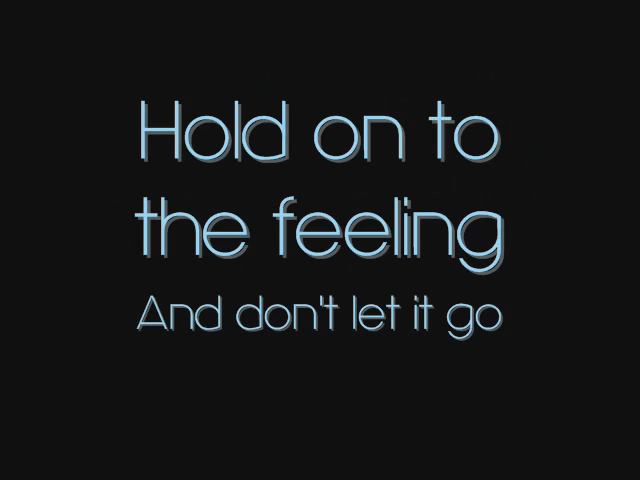 Hold on to
the feeling
And don't let it go